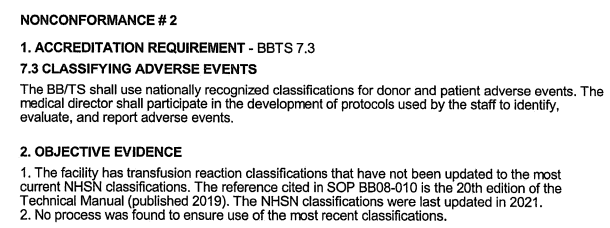 NONCONFORMANCE # 2
1. ACCREDITATION REQUIREMENT - BBTS 7.3
7.3 CLASSIFYING ADVERSE EVENTS
The BB/TS shall use nationally recognized classifications for donor and patient adverse events. The
medical director shall participate in the development of protocols used by the staff to identify,
evaluate, and report adverse events.
2. OBJECTIVE EVIDENCE
1. The facility has transfusion reaction classifications that have not been updated to the most
current NHSN classifications. The reference cited in SOP BB08-010 is the 20th edition of the
Technical Manual (published 2019). The NHSN classifications were last updated in 2021.
2. No process was found to ensure use of the most recent classifications.